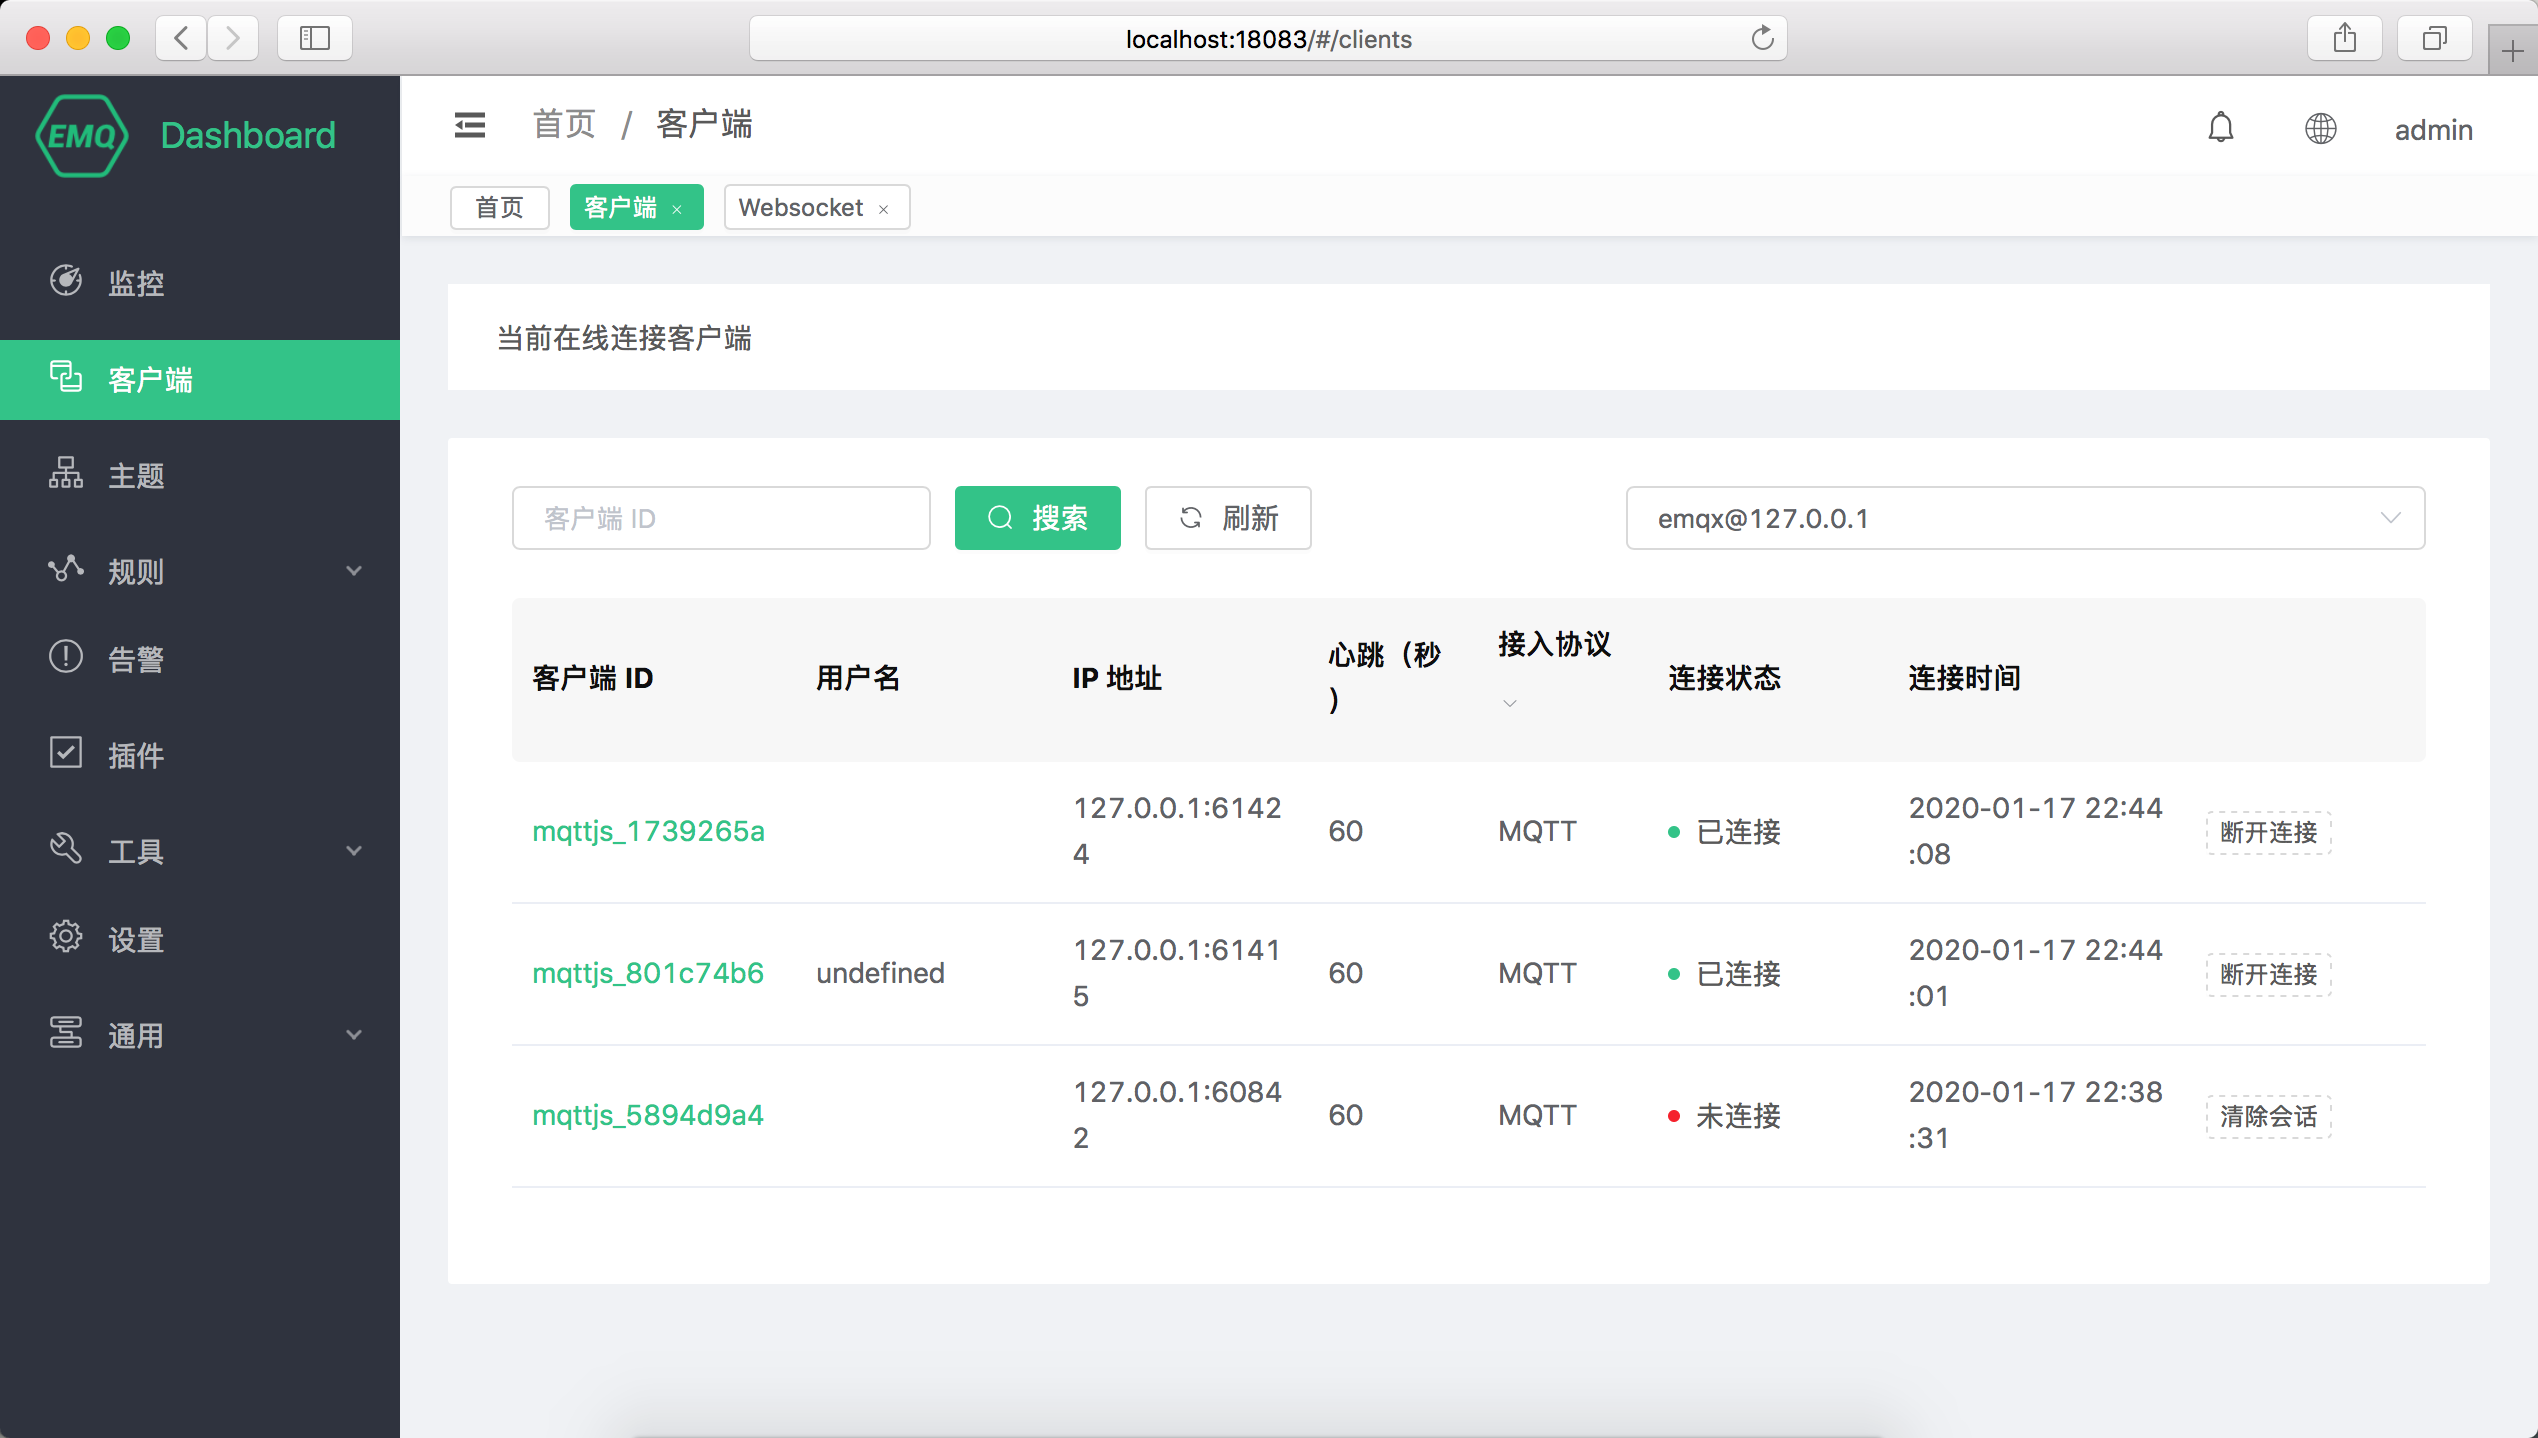 localhost:18083/#/clients
EMQ Dashboard
首页 / 客户端
admin
首页
客户端 ×
Websocket ×
监控
客户端
主题
规则
告警
插件
工具
设置
通用
当前在线连接客户端
客户端 ID
搜索
刷新
emqx@127.0.0.1
客户端 ID 用户名 IP 地址 心跳（秒
） 接入协议 连接状态 连接时间
mqttjs_1739265a 127.0.0.1:6142
4 60 MQTT 已连接 2020-01-17 22:44
:08 断开连接
mqttjs_801c74b6 undefined 127.0.0.1:6141
5 60 MQTT 已连接 2020-01-17 22:44
:01 断开连接
mqttjs_5894d9a4 127.0.0.1:6084
2 60 MQTT 未连接 2020-01-17 22:38
:31 清除会话